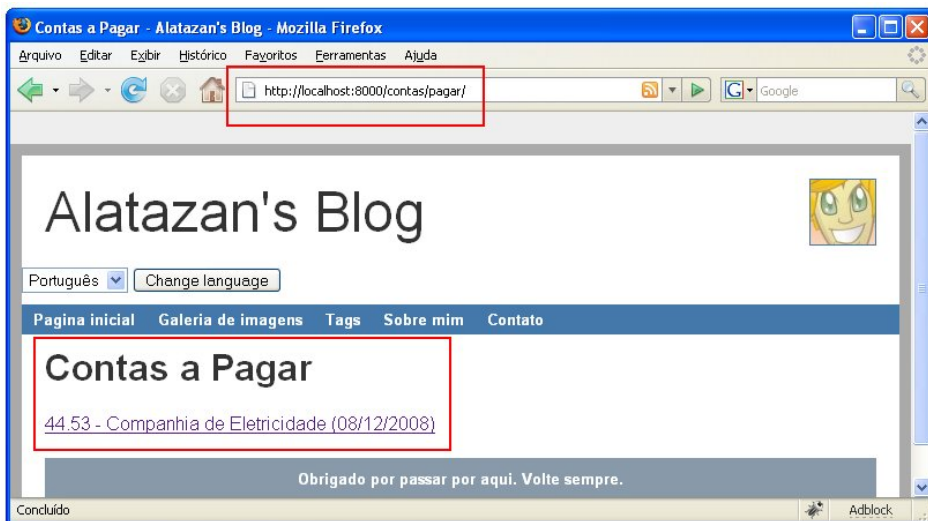 Contas a Pagar - Alatazan's Blog - Mozilla Firefox
Arquivo Editar Exibir Histórico Favoritos Ferramentas Ajuda
http://localhost:8000/contas/pagar/ G Google
Alatazan's Blog
Português Change language
Pagina inicial Galeria de imagens Tags Sobre mim Contato
Contas a Pagar
44.53 - Companhia de Eletricidade (08/12/2008)
Obrigado por passar por aqui. Volte sempre.
Concluído Adblock